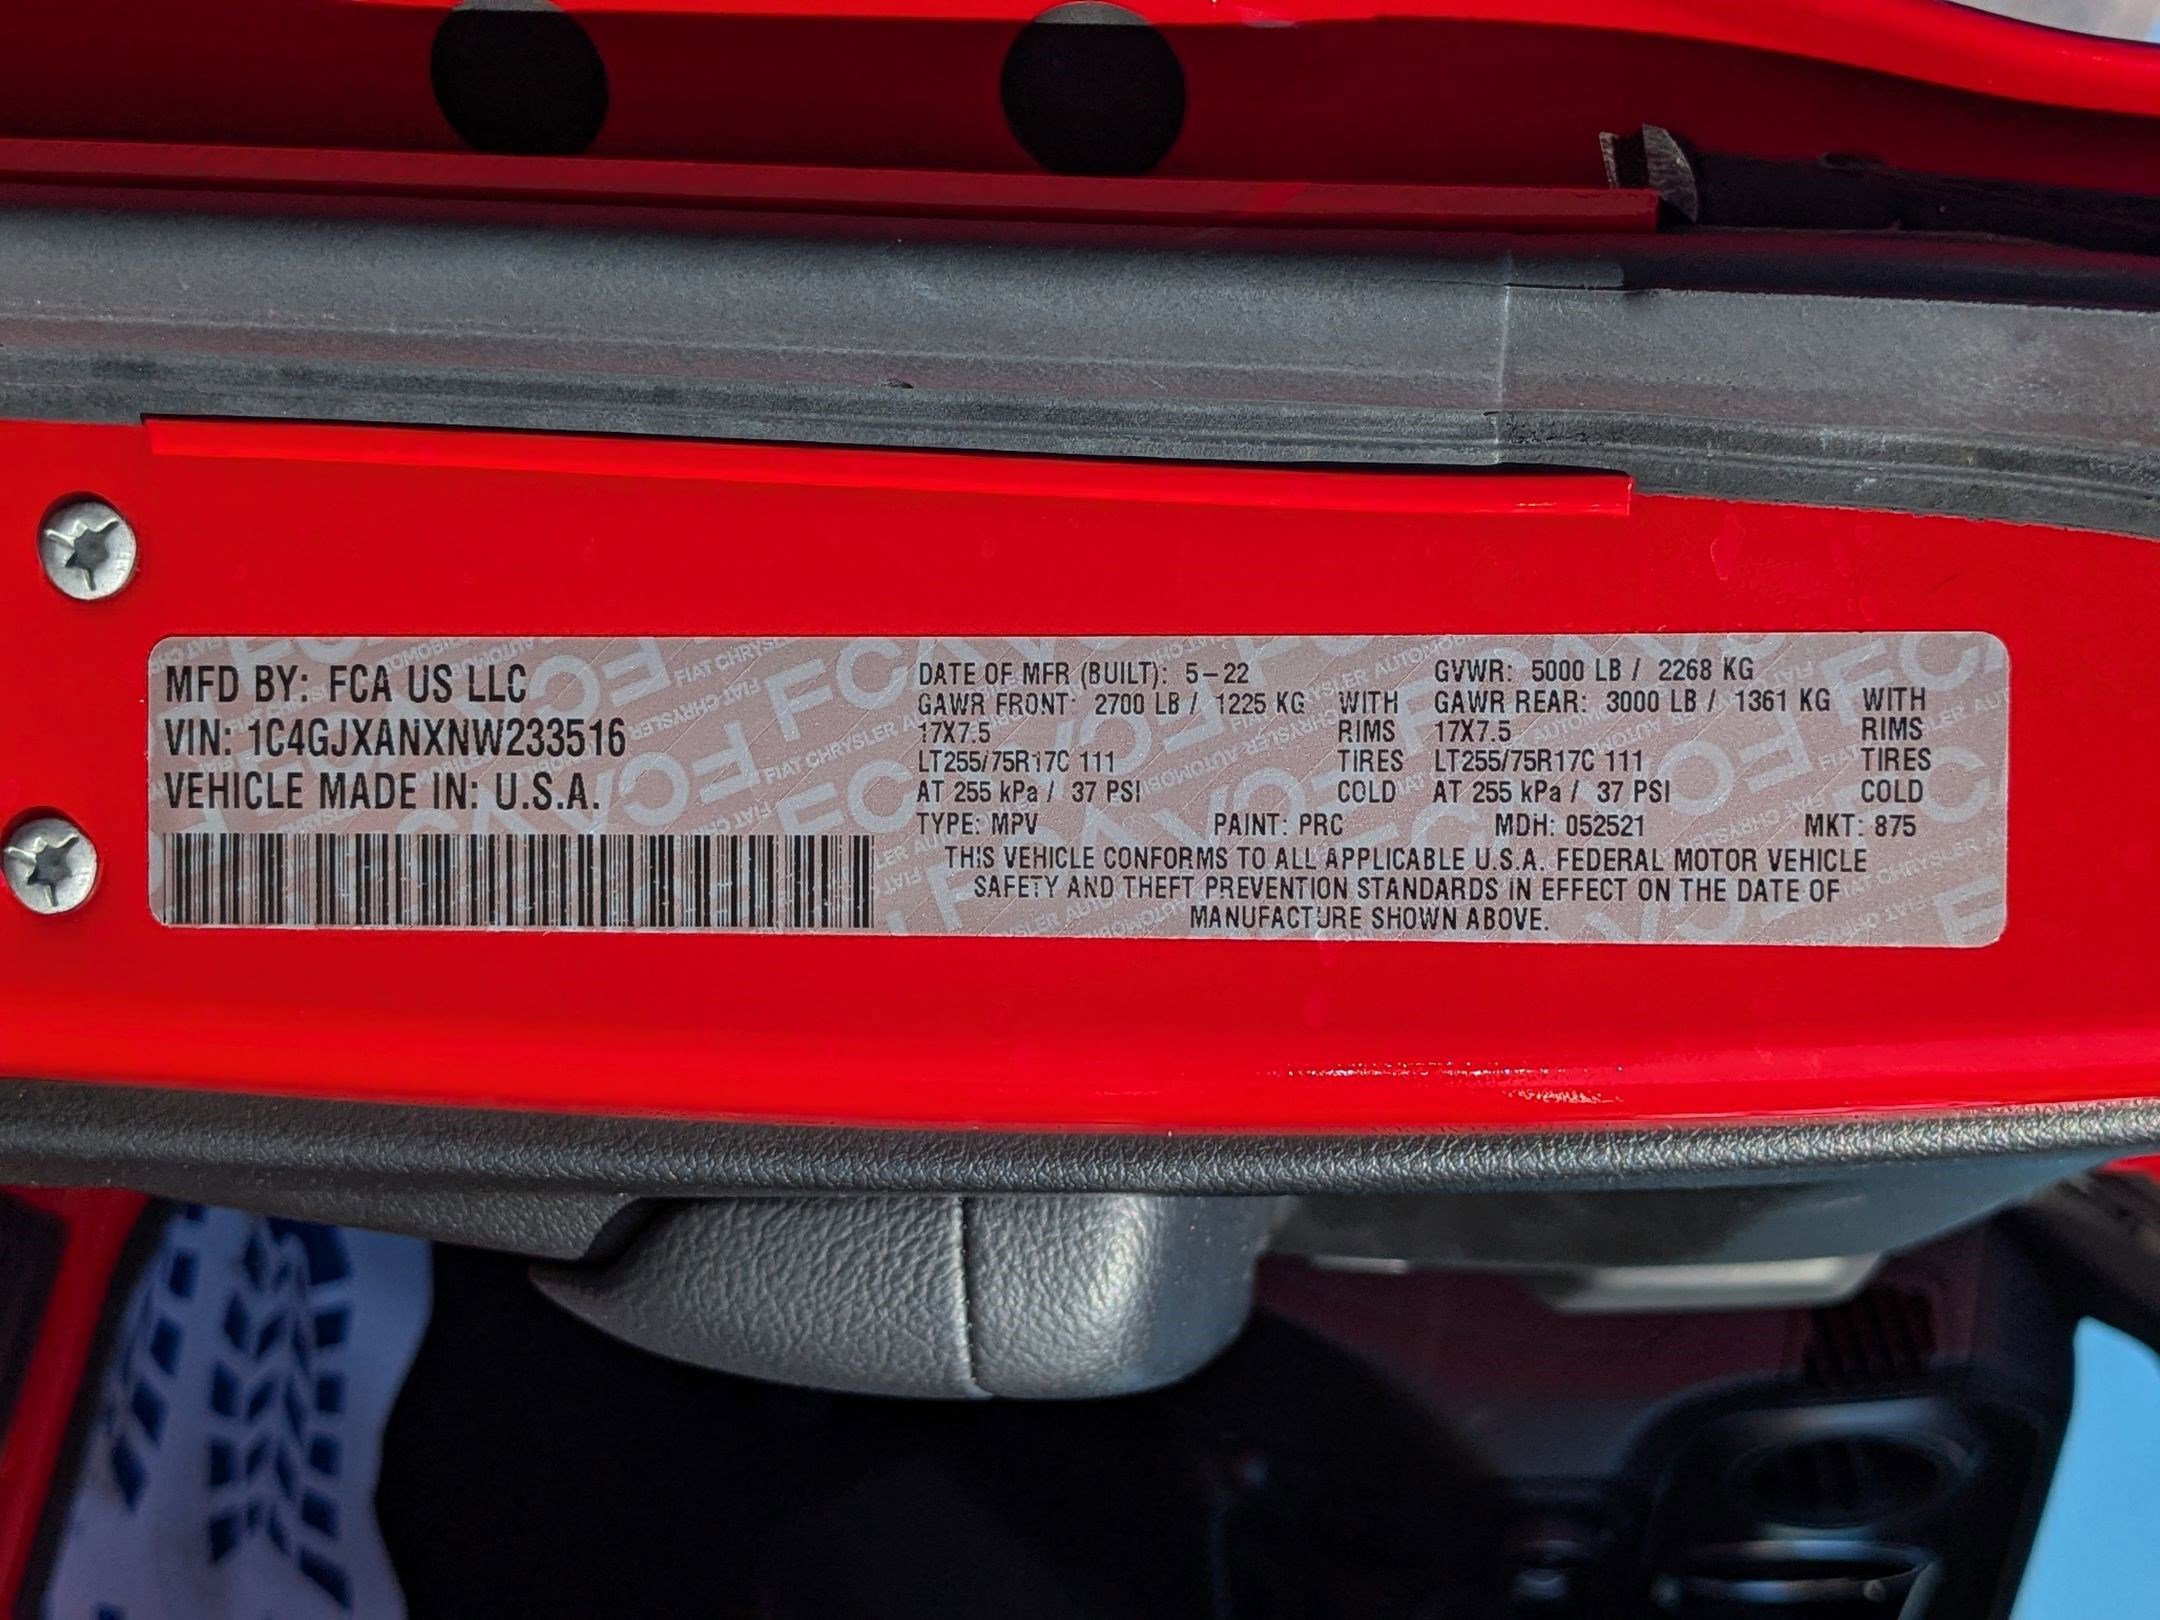 MFD BY: FCA US LLC
VIN: 1C4GJXANXNW233516
VEHICLE MADE IN: U.S.A.
DATE OF MFR (BUILT): 5-22 GVWR: 5000 LB / 2268 KG
GAWR FRONT: 2700 LB / 1225 KG WITH GAWR REAR: 3000 LB / 1361 KG WITH
17X7.5 RIMS 17X7.5 RIMS
LT255/75R17C 111 TIRES LT255/75R17C 111 TIRES
AT 255 kPa / 37 PSI COLD AT 255 kPa / 37 PSI COLD
TYPE: MPV PAINT: PRC MDH: 052521 MKT: 875
THIS VEHICLE CONFORMS TO ALL APPLICABLE U.S.A. FEDERAL MOTOR VEHICLE
SAFETY AND THEFT PREVENTION STANDARDS IN EFFECT ON THE DATE OF
MANUFACTURE SHOWN ABOVE.